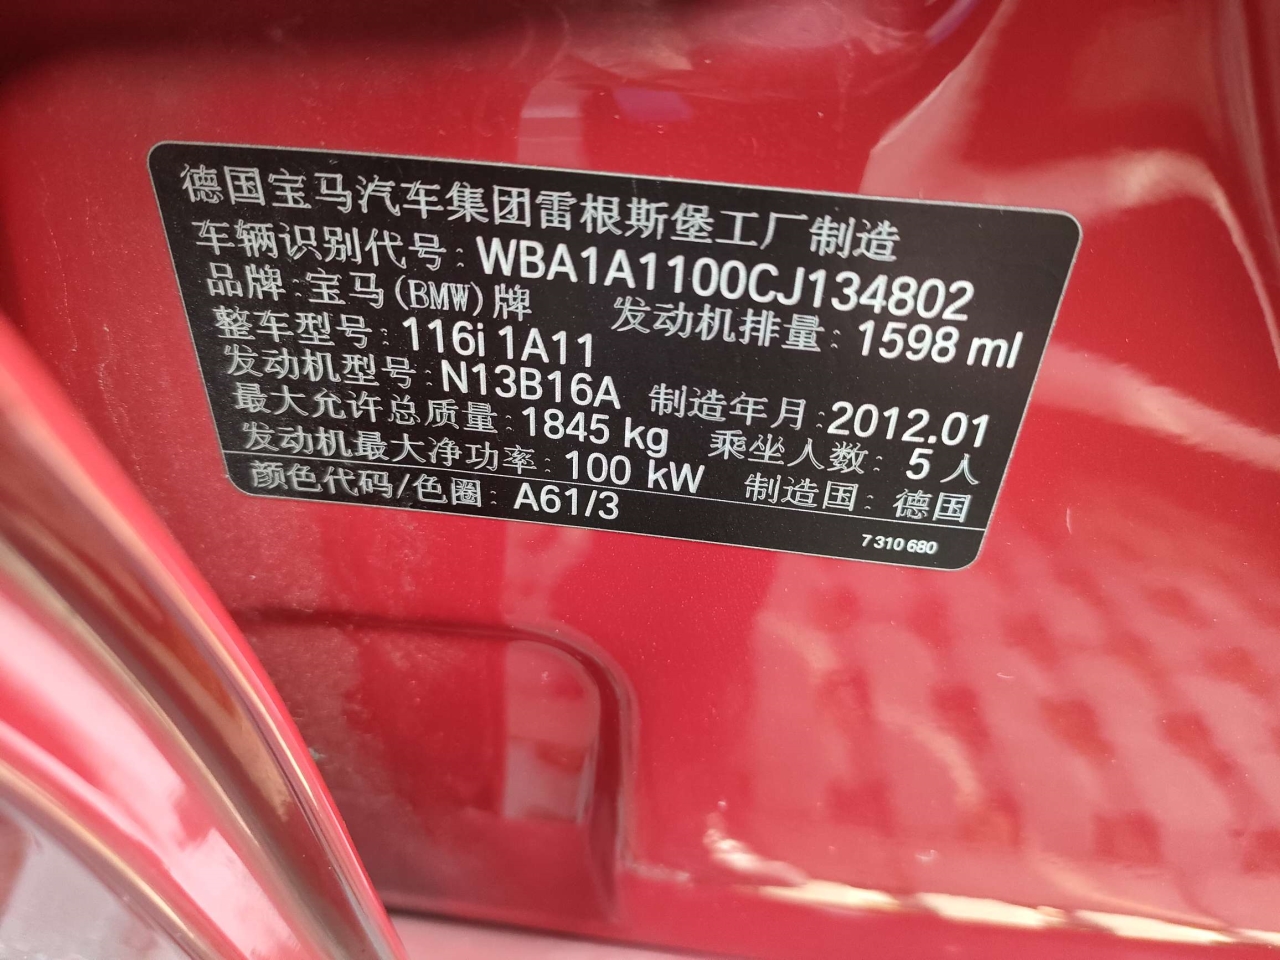 德国宝马汽车集团雷根斯堡工厂制造
车辆识别代号: WBA1A1100CJ134802
品牌:宝马(BMW)牌 发动机排量: 1598 ml
整车型号: 116i 1A11
发动机型号: N13B16A 制造年月:2012.01
最大允许总质量: 1845 kg 乘坐人数: 5人
发动机最大净功率: 100 kW 制造国: 德国
颜色代码/色圈: A61/3
7 310 680